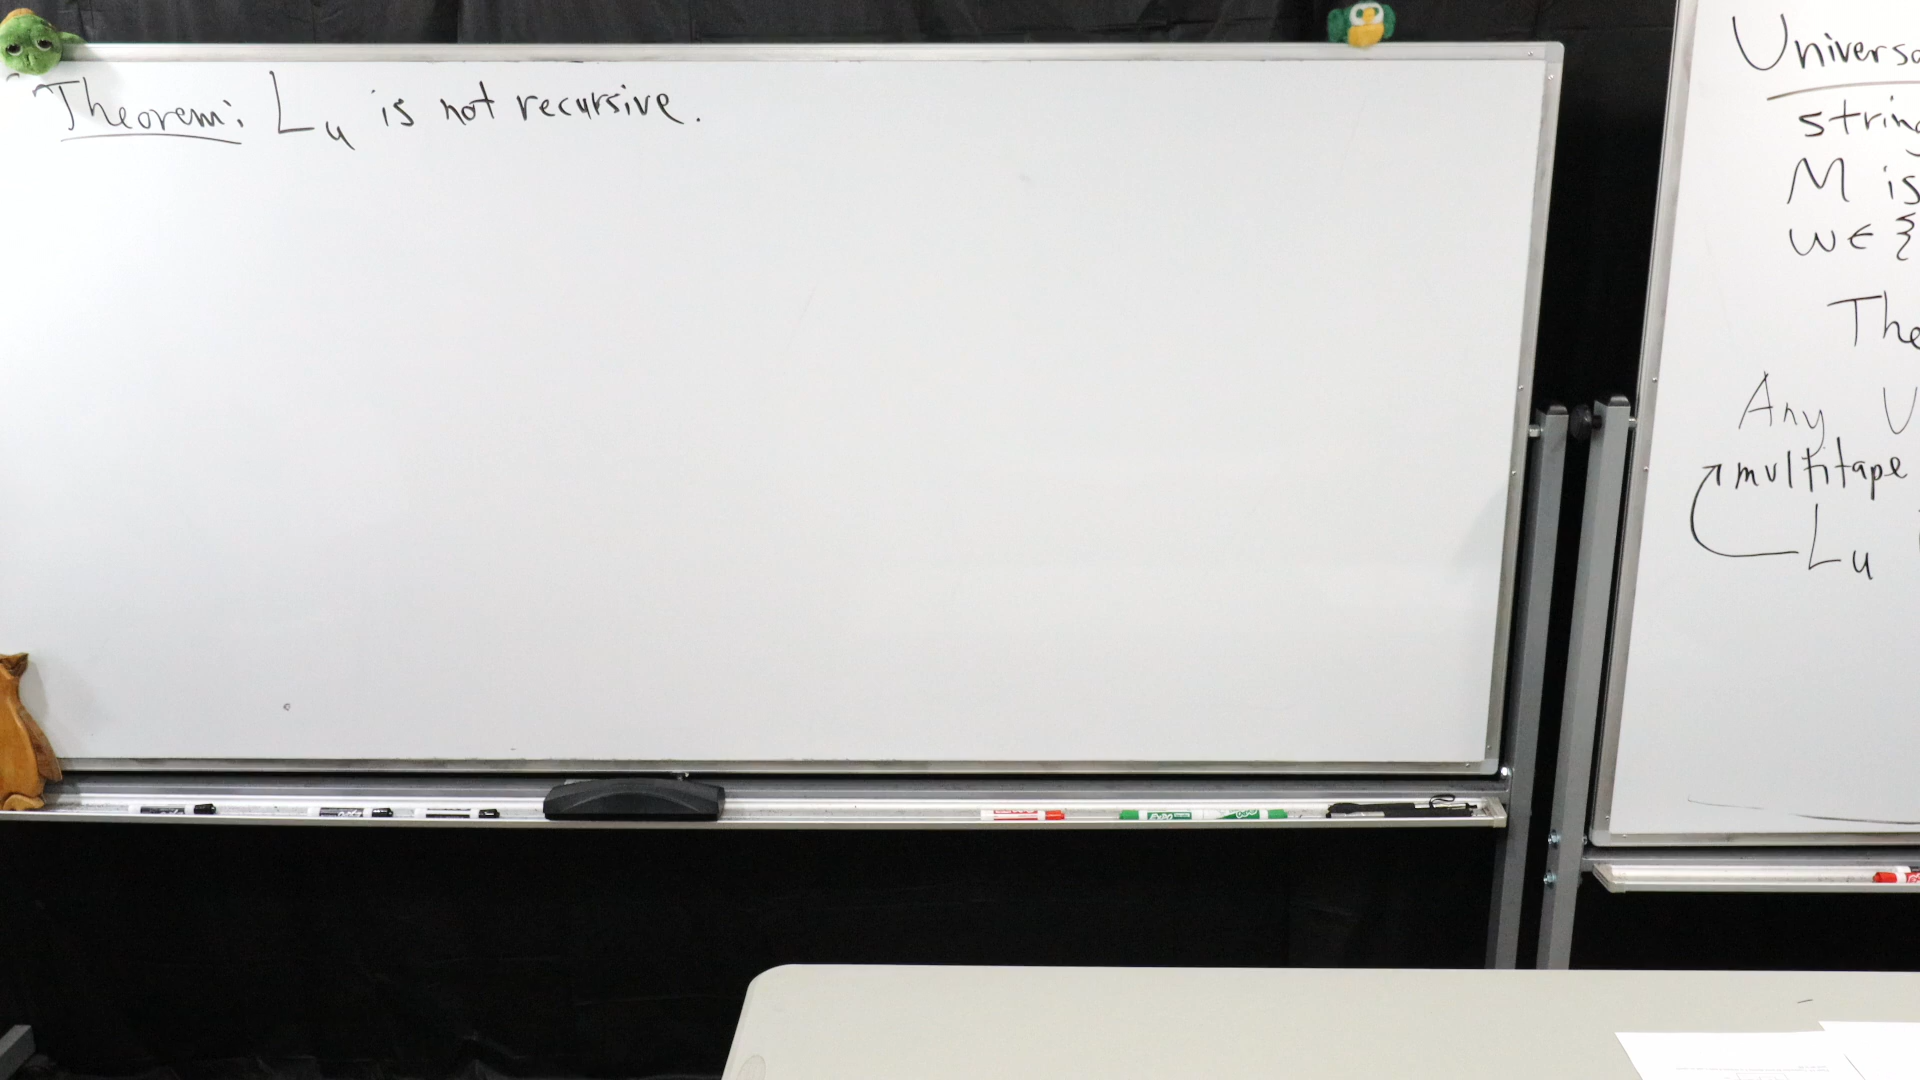 Theorem: Lu is not recursive.
Universa
string
M is
w ∈ {
The
Any U
multitape
Lu